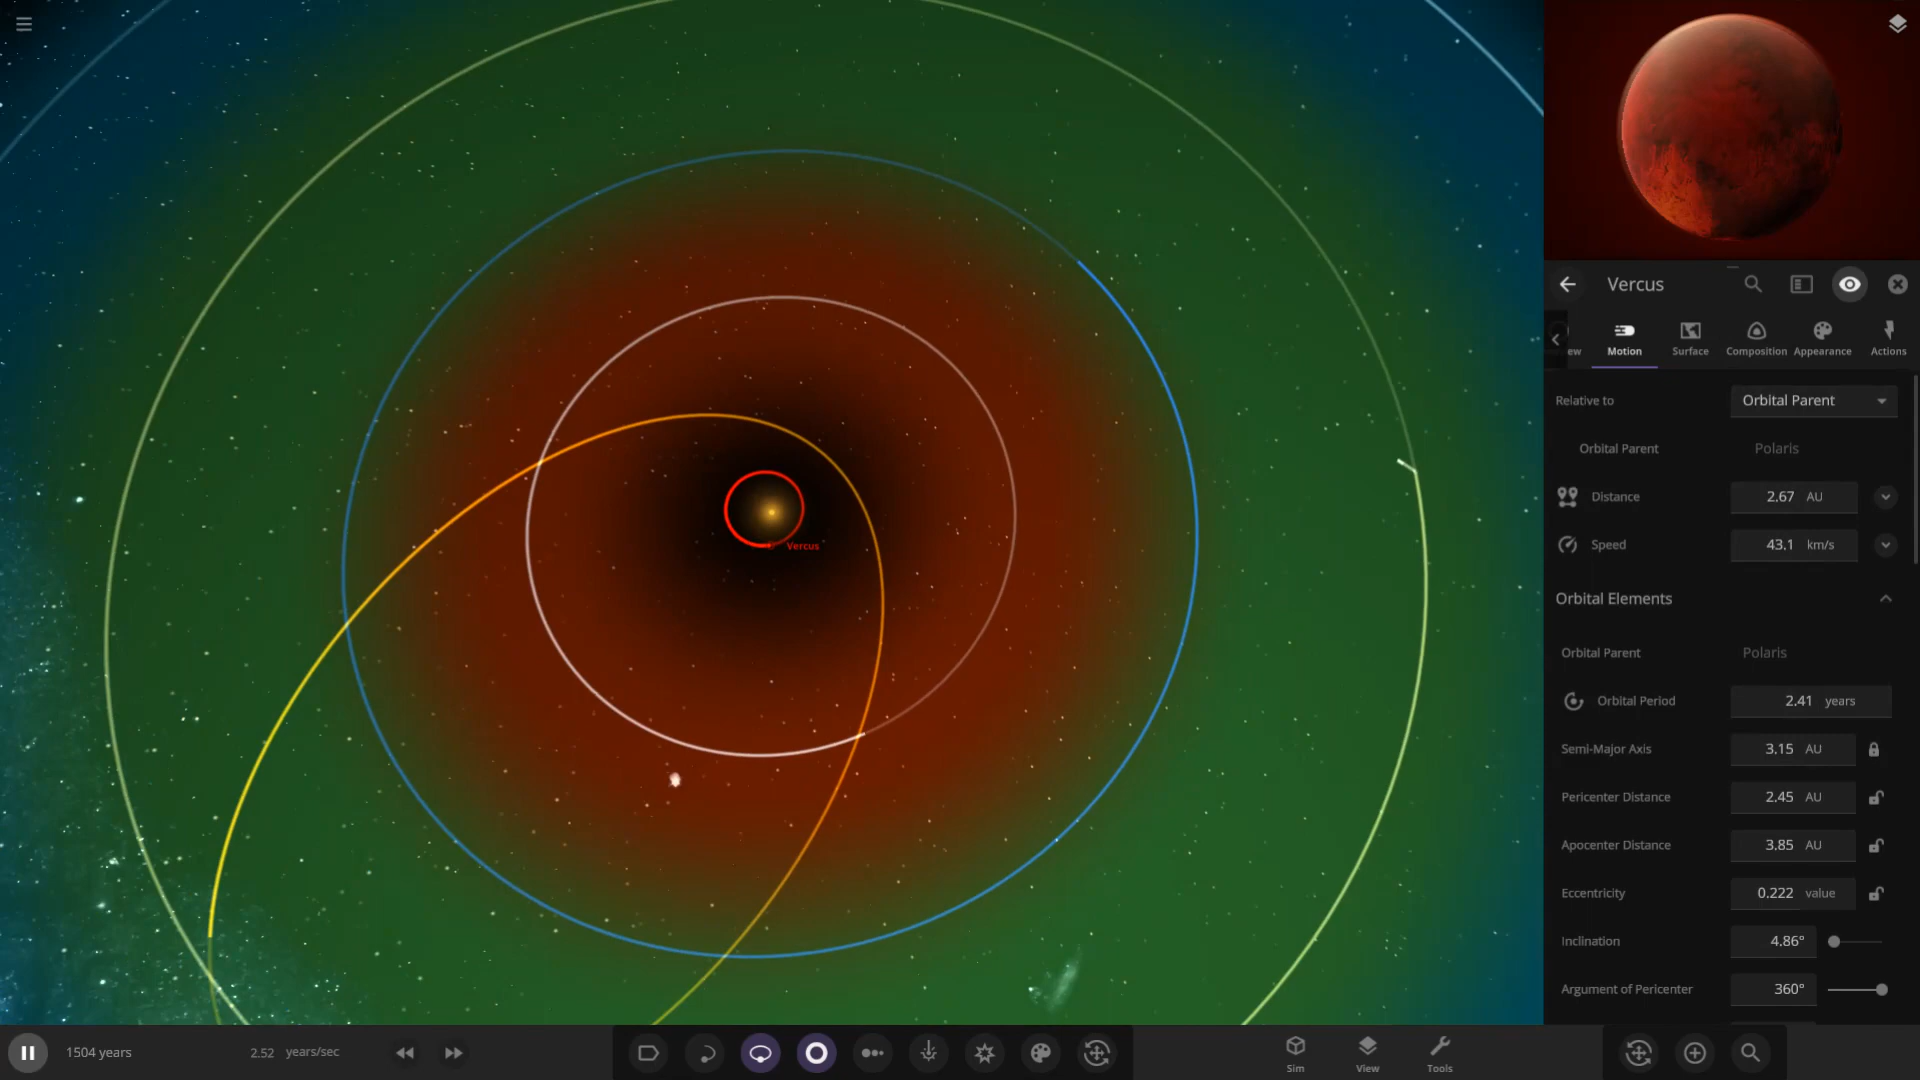 Vercus
Vercus
ew
Motion
Surface
Composition
Appearance
Actions
Relative to Orbital Parent
Orbital Parent Polaris
Distance 2.67 AU
Speed 43.1 km/s
Orbital Elements
Orbital Parent Polaris
Orbital Period 2.41 years
Semi-Major Axis 3.15 AU
Pericenter Distance 2.45 AU
Apocenter Distance 3.85 AU
Eccentricity 0.222 value
Inclination 4.86°
Argument of Pericenter 360°
1504 years 2.52 years/sec
Sim
View
Tools